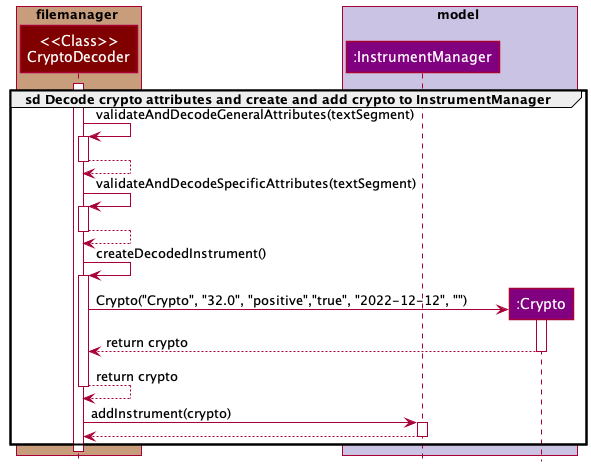 filemanager
model
<<Class>>
CryptoDecoder
:InstrumentManager
sd Decode crypto attributes and create and add crypto to InstrumentManager
validateAndDecodeGeneralAttributes(textSegment)
validateAndDecodeSpecificAttributes(textSegment)
createDecodedInstrument()
Crypto("Crypto", "32.0", "positive","true", "2022-12-12", "")
:Crypto
return crypto
return crypto
addInstrument(crypto)